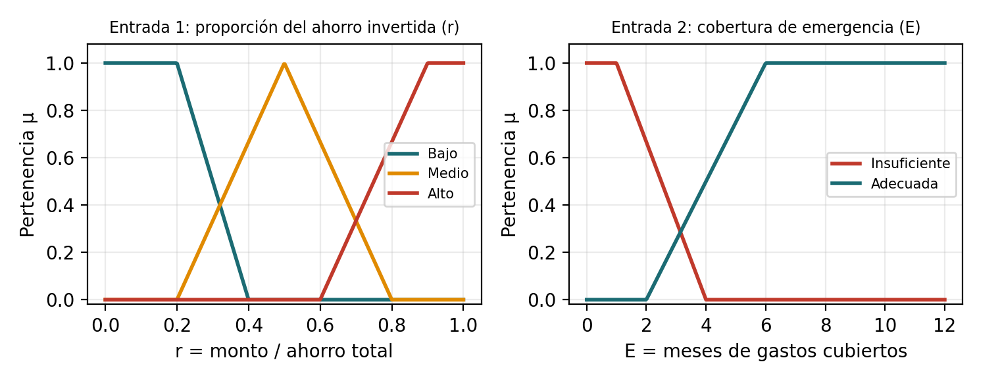 Entrada 1: proporción del ahorro invertida (r)
Pertenencia μ
1.0
0.8
0.6
0.4
0.2
0.0
Bajo
Medio
Alto
0.0 0.2 0.4 0.6 0.8 1.0
r = monto / ahorro total
Entrada 2: cobertura de emergencia (E)
Pertenencia μ
1.0
0.8
0.6
0.4
0.2
0.0
Insuficiente
Adecuada
0 2 4 6 8 10 12
E = meses de gastos cubiertos